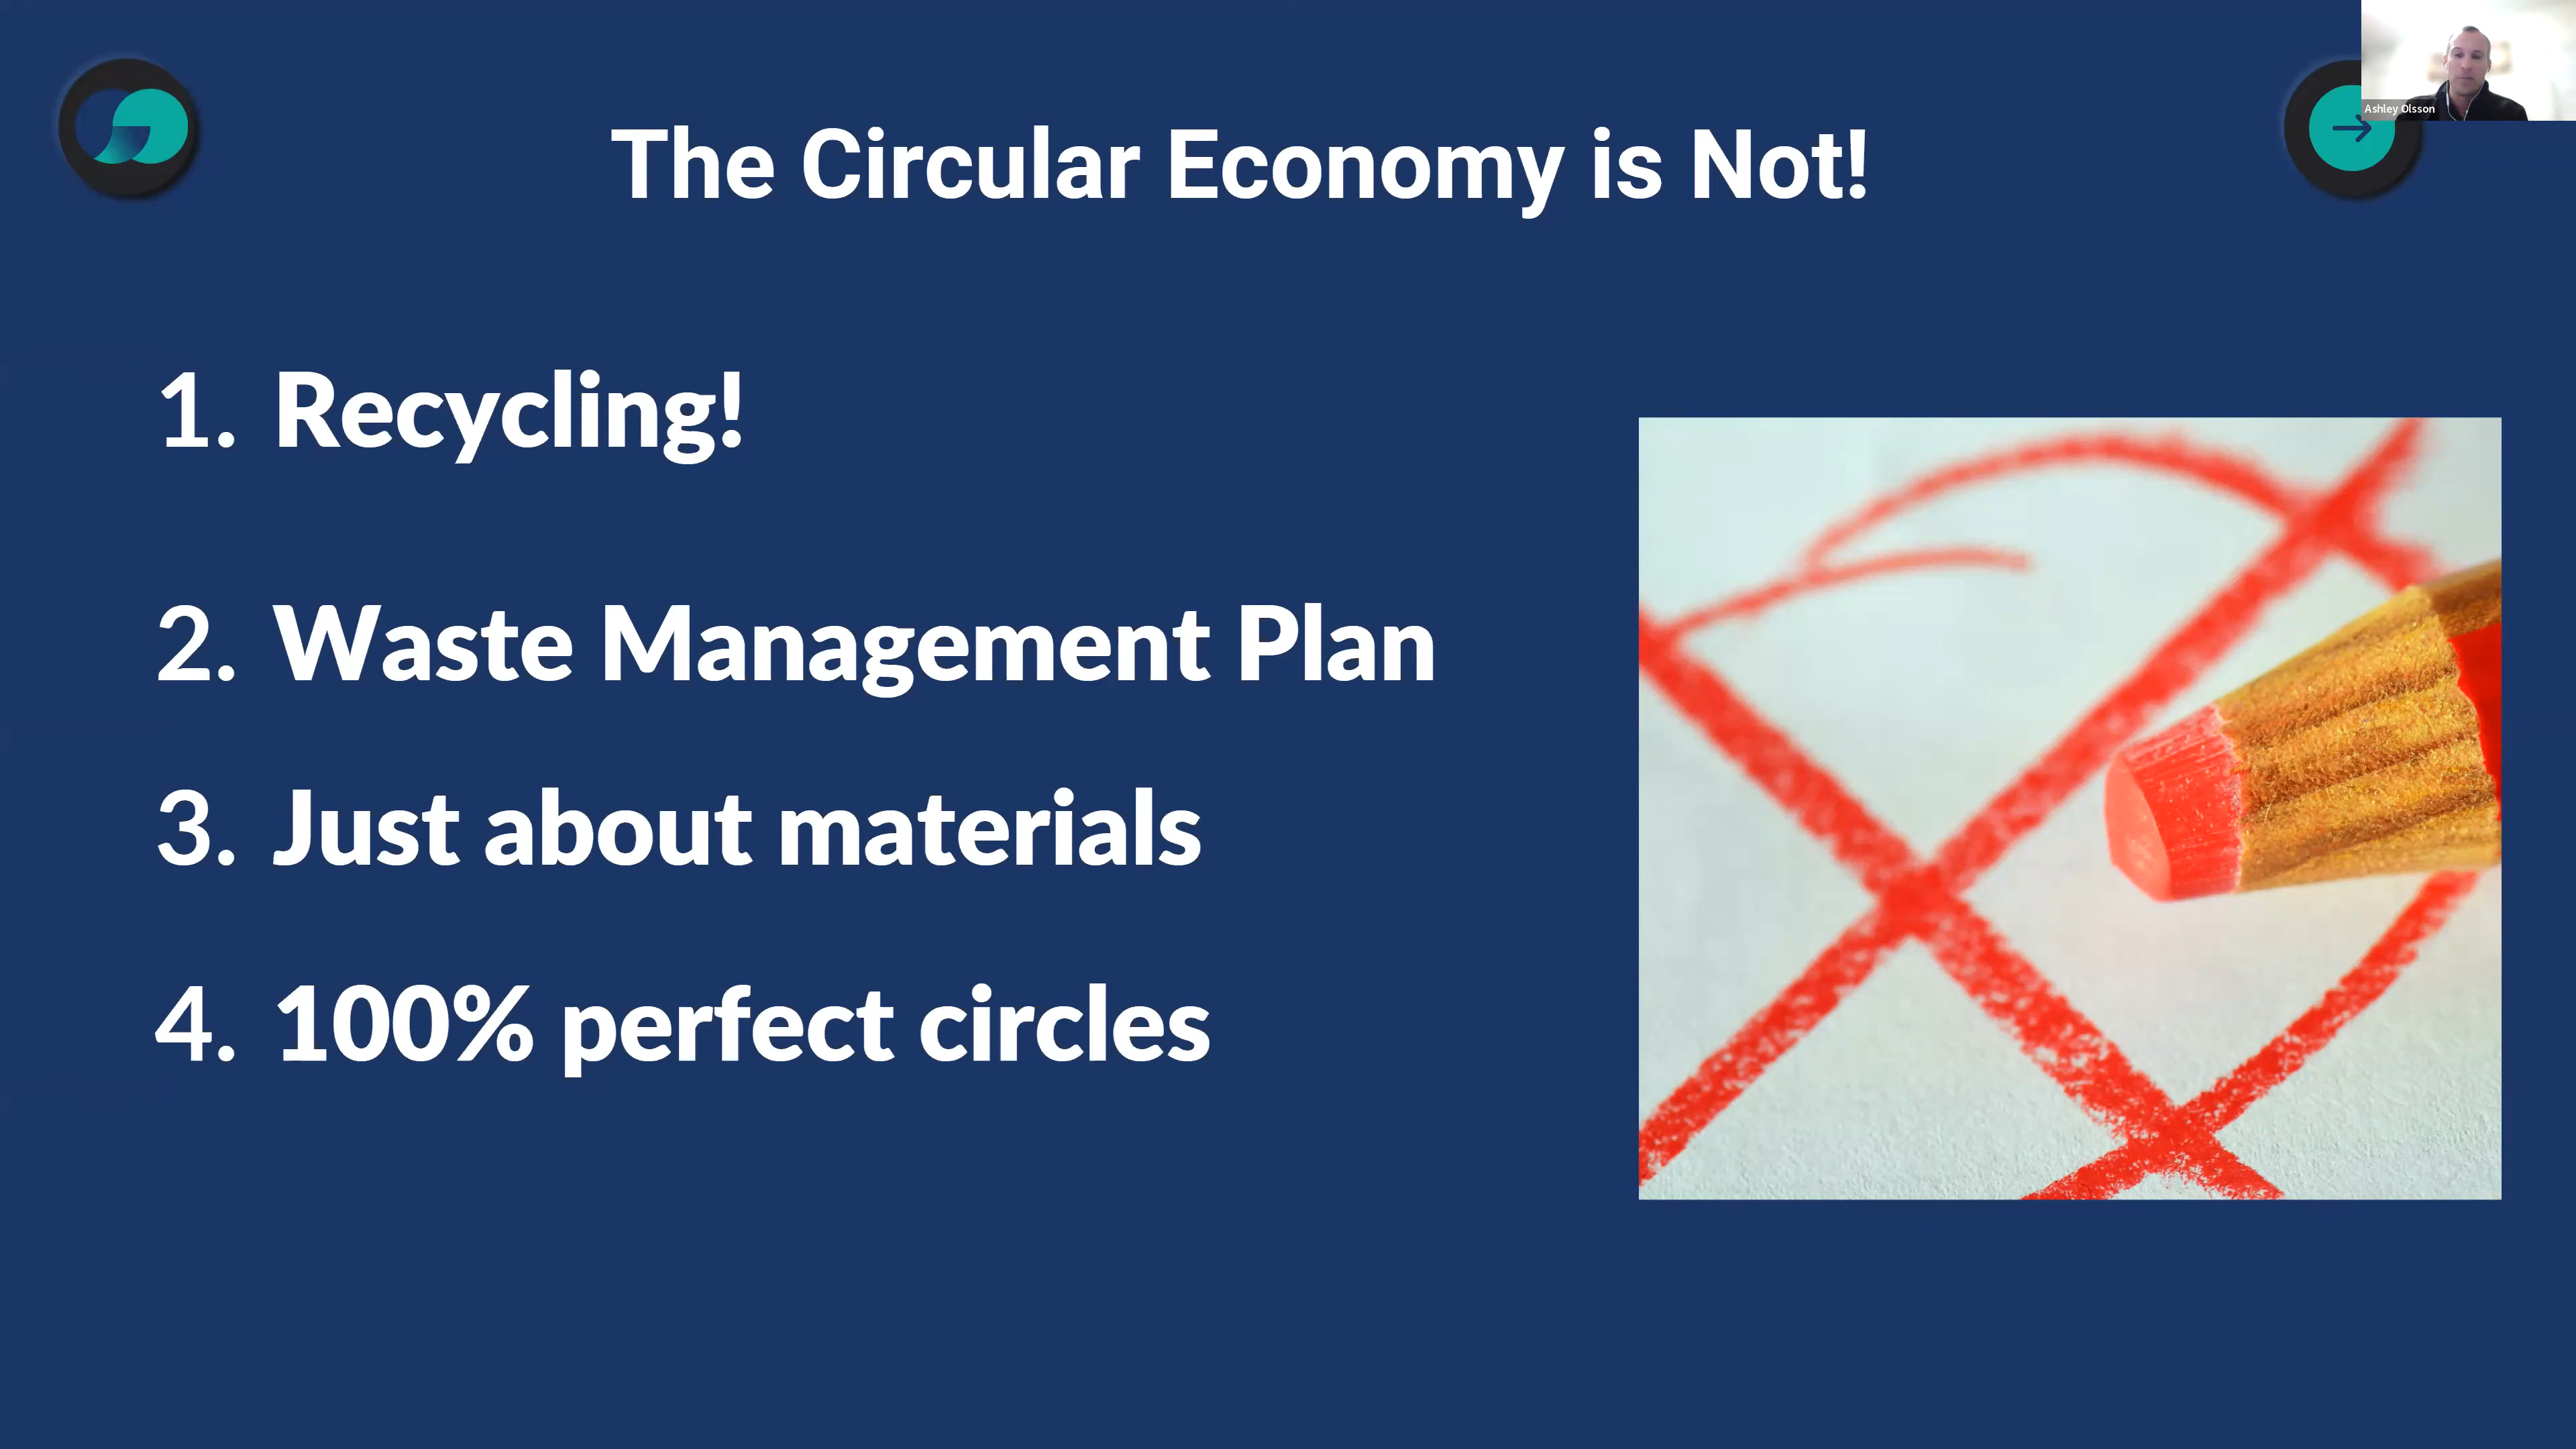 The Circular Economy is Not!
Ashley Olsson
1. Recycling!
2. Waste Management Plan
3. Just about materials
4. 100% perfect circles